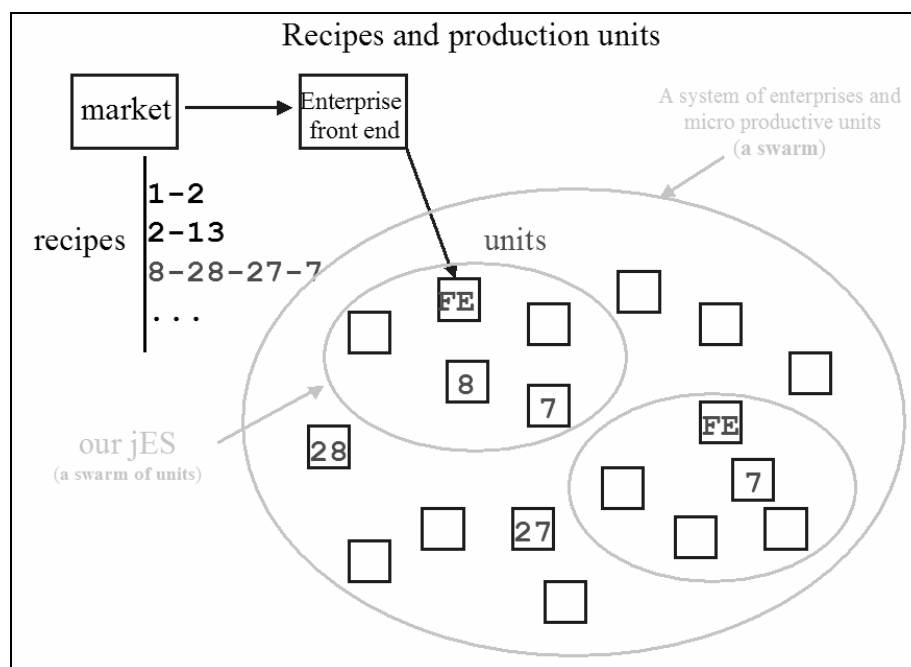 Recipes and production units
market
Enterprise
front end
A system of enterprises and
micro productive units
(a swarm)
recipes
1-2
2-13
8-28-27-7
...
units
FE
8
7
our jES
(a swarm of units)
28
FE
7
27